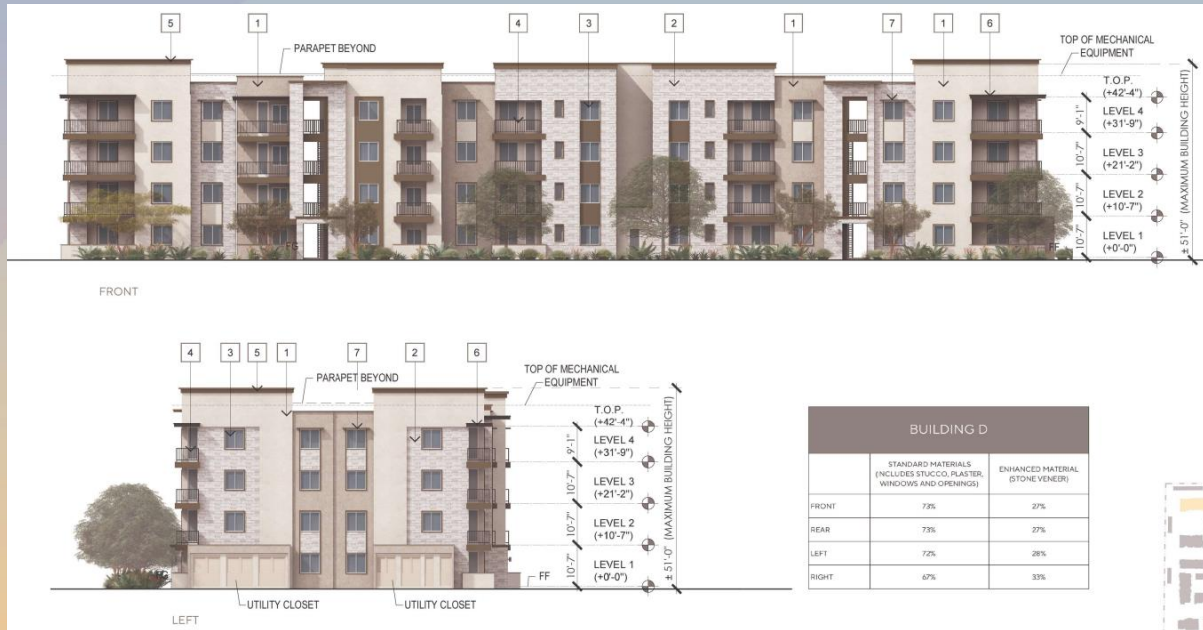 5 1 4 3 2 1 7 1 6
PARAPET BEYOND
TOP OF MECHANICAL
EQUIPMENT
T.O.P.
(+42'-4")
9'-1"
LEVEL 4
(+31'-9")
10'-7"
LEVEL 3
(+21'-2")
10'-7"
LEVEL 2
(+10'-7")
10'-7"
LEVEL 1
(+0'-0")
± 51'-0" (MAXIMUM BUILDING HEIGHT)
FG
FF
FRONT
4 3 5 1 7 2 6
PARAPET BEYOND
TOP OF MECHANICAL
EQUIPMENT
T.O.P.
(+42'-4")
9'-1"
LEVEL 4
(+31'-9")
10'-7"
LEVEL 3
(+21'-2")
10'-7"
LEVEL 2
(+10'-7")
10'-7"
LEVEL 1
(+0'-0")
± 51'-0" (MAXIMUM BUILDING HEIGHT)
FF
UTILITY CLOSET
UTILITY CLOSET
LEFT
BUILDING D
STANDARD MATERIALS
(INCLUDES STUCCO, PLASTER,
WINDOWS AND OPENINGS)
ENHANCED MATERIAL
(STONE VENEER)
FRONT 73% 27%
REAR 73% 27%
LEFT 72% 28%
RIGHT 67% 33%